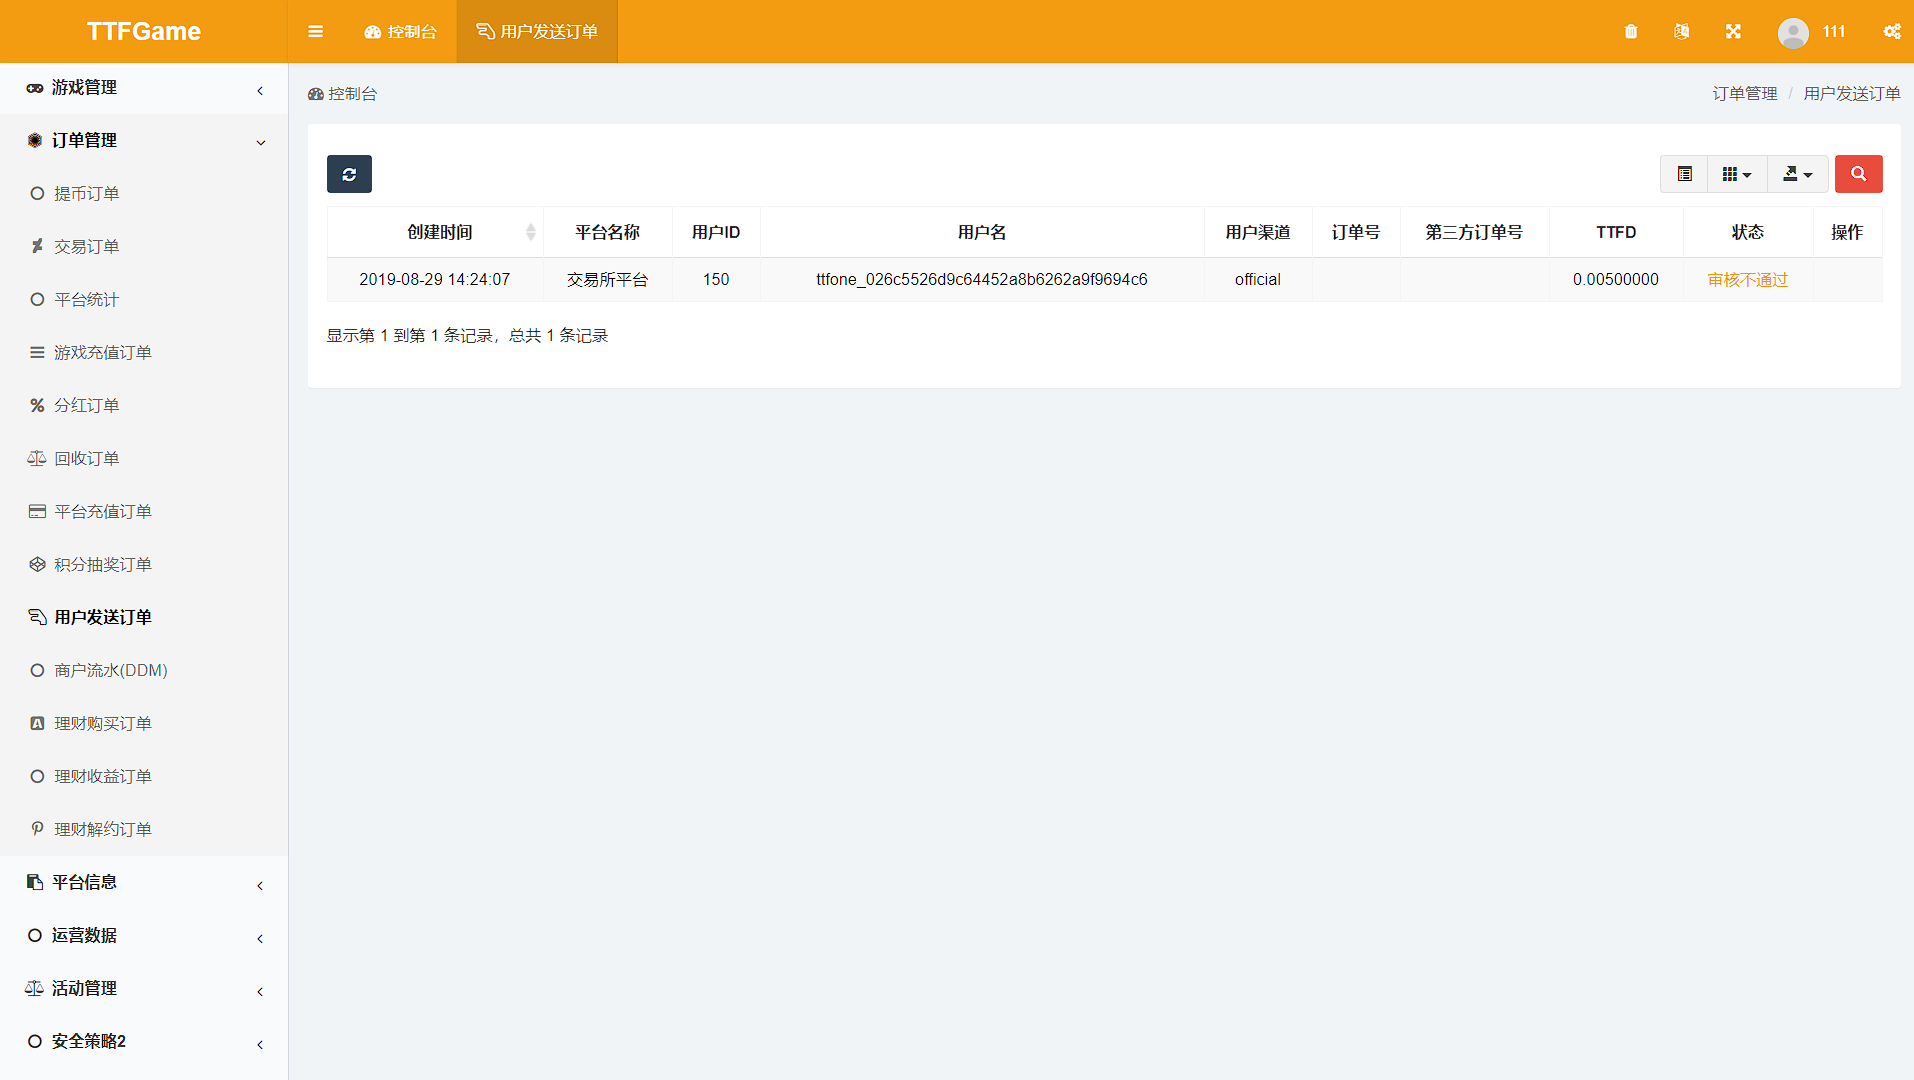 TTFGame
控制台
用户发送订单
111
游戏管理
订单管理
提币订单
交易订单
平台统计
游戏充值订单
分红订单
回收订单
平台充值订单
积分抽奖订单
用户发送订单
商户流水(DDM)
理财购买订单
理财收益订单
理财解约订单
平台信息
运营数据
活动管理
安全策略2
控制台
订单管理 / 用户发送订单
创建时间 平台名称 用户ID 用户名 用户渠道 订单号 第三方订单号 TTFD 状态 操作
2019-08-29 14:24:07 交易所平台 150 ttfone_026c5526d9c64452a8b6262a9f9694c6 official 0.00500000 审核不通过
显示第 1 到第 1 条记录，总共 1 条记录